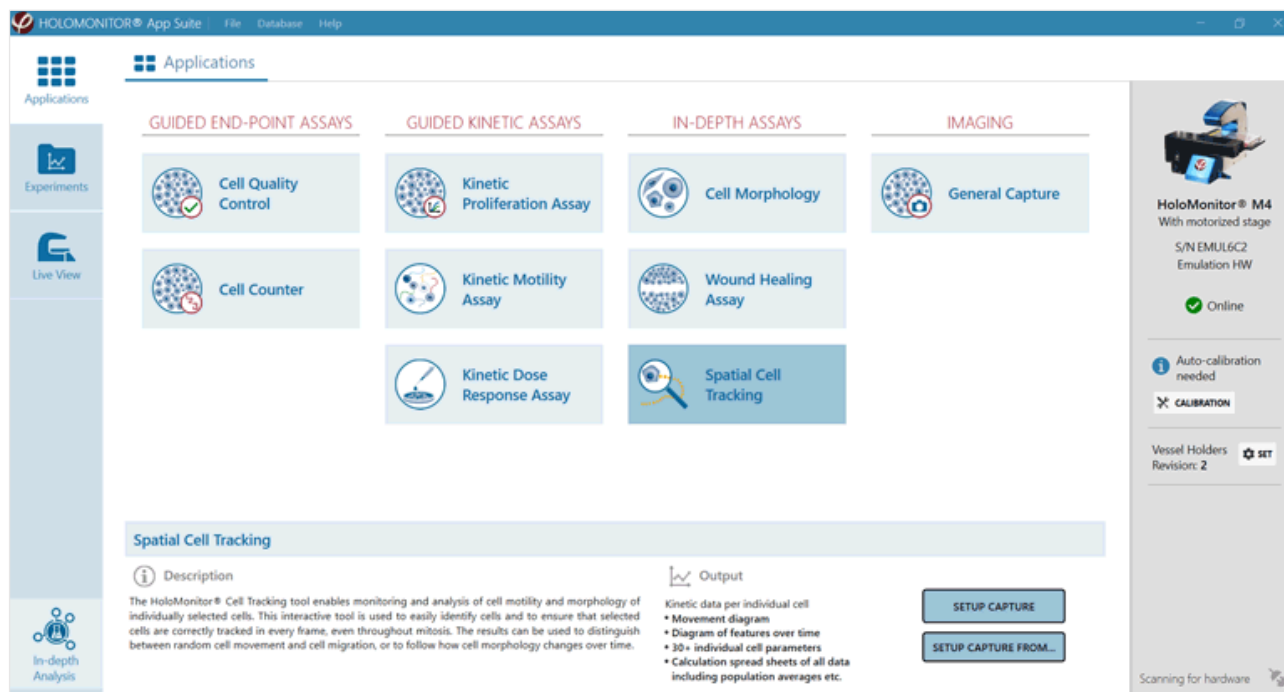 HOLOMONITOR® App Suite File Database Help
Applications
Experiments
Live View
In-depth
Analysis
Applications
GUIDED END-POINT ASSAYS
Cell Quality
Control
Cell Counter
GUIDED KINETIC ASSAYS
Kinetic
Proliferation Assay
Kinetic Motility
Assay
Kinetic Dose
Response Assay
IN-DEPTH ASSAYS
Cell Morphology
Wound Healing
Assay
Spatial Cell
Tracking
IMAGING
General Capture
Spatial Cell Tracking
Description
The HoloMonitor® Cell Tracking tool enables monitoring and analysis of cell motility and morphology of
individually selected cells. This interactive tool is used to easily identify cells and to ensure that selected
cells are correctly tracked in every frame, even throughout mitosis. The results can be used to distinguish
between random cell movement and cell migration, or to follow how cell morphology changes over time.
Output
Kinetic data per individual cell
• Movement diagram
• Diagram of features over time
• 30+ individual cell parameters
• Calculation spread sheets of all data
including population averages etc.
SETUP CAPTURE
SETUP CAPTURE FROM...
HoloMonitor® M4
With motorized stage
S/N EMUL6C2
Emulation HW
Online
Auto-calibration
needed
CALIBRATION
Vessel Holders
Revision: 2
SET
Scanning for hardware